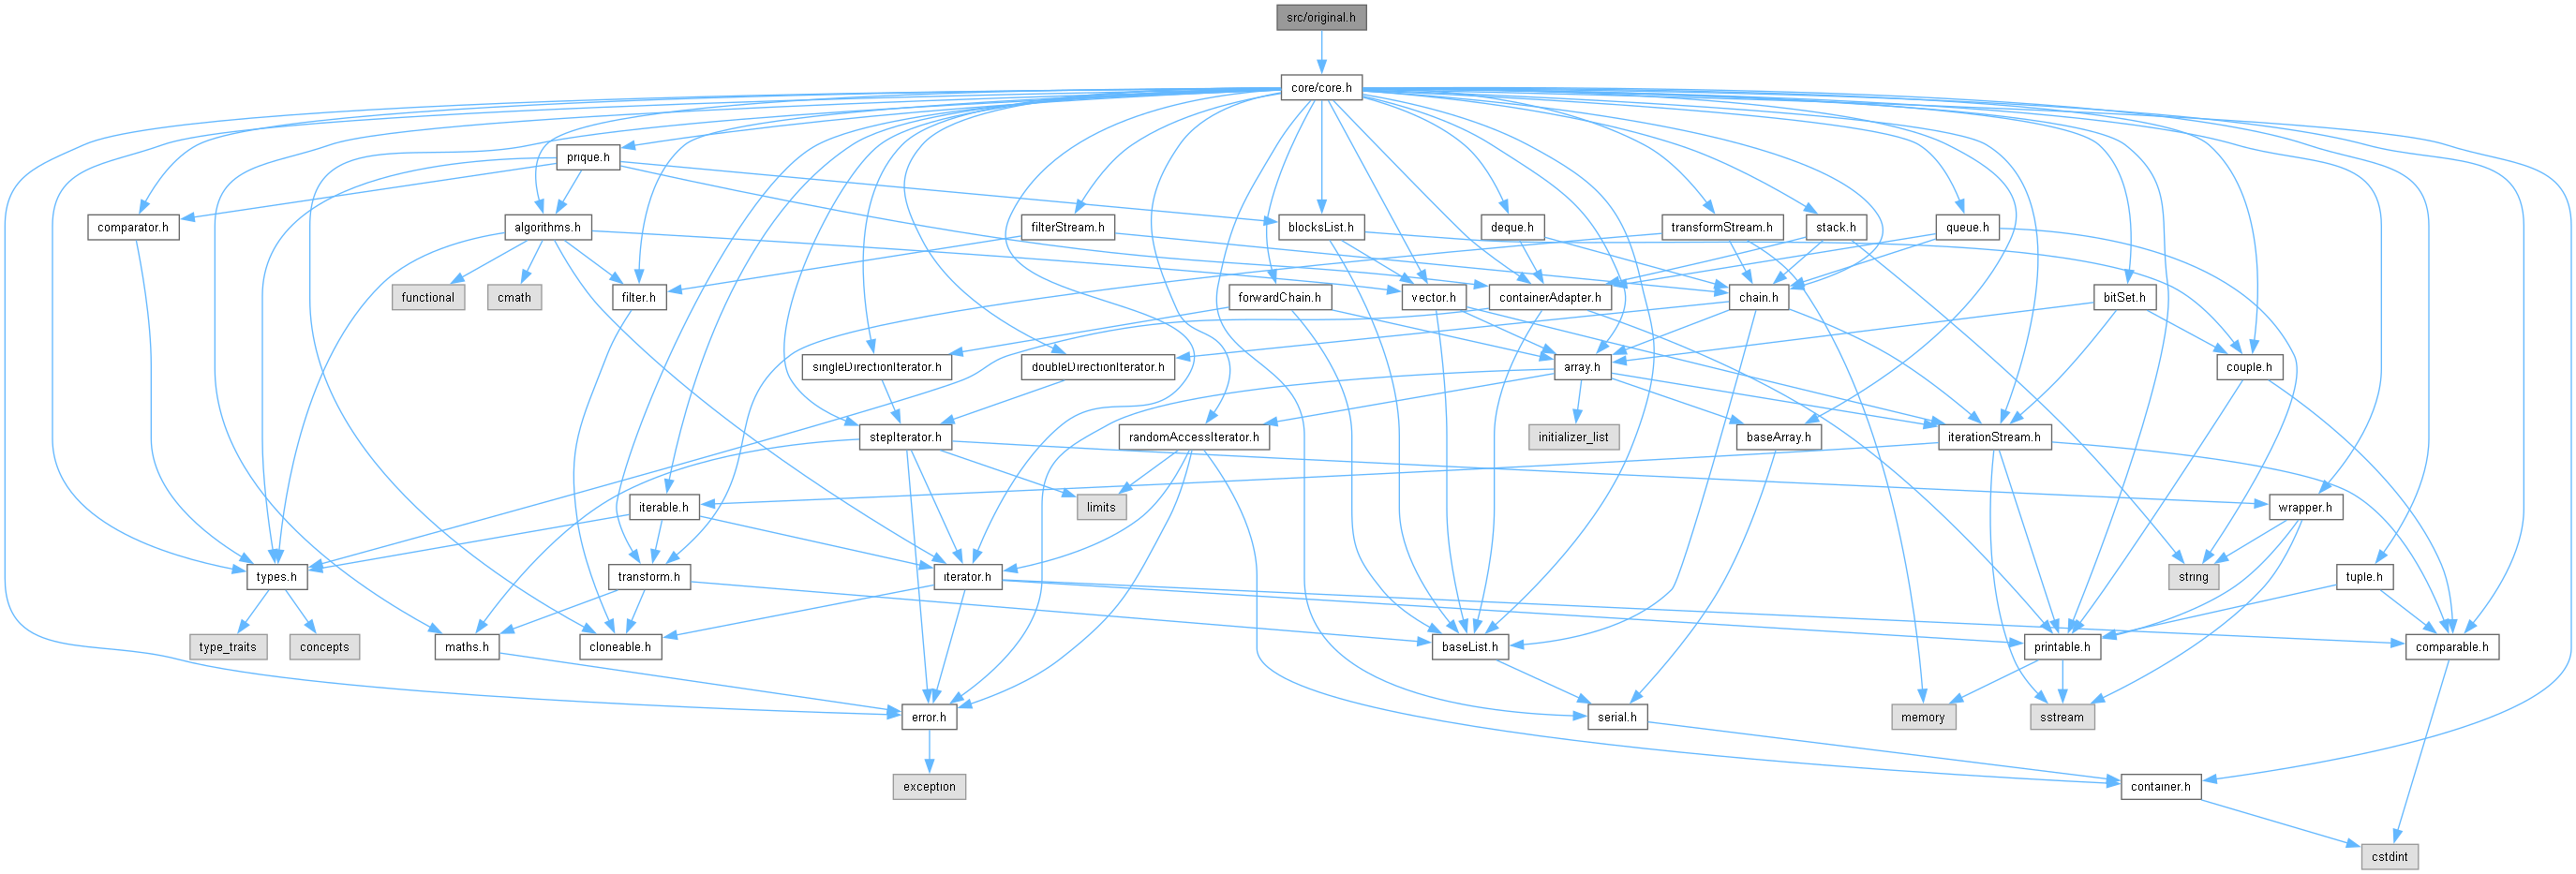 src/original.h
core/core.h
prique.h
comparator.h
algorithms.h
filterStream.h
blocksList.h
deque.h
transformStream.h
stack.h
queue.h
functional
cmath
filter.h
forwardChain.h
vector.h
containerAdapter.h
chain.h
bitSet.h
singleDirectionIterator.h
doubleDirectionIterator.h
array.h
couple.h
stepIterator.h
randomAccessIterator.h
initializer_list
baseArray.h
iterationStream.h
iterable.h
limits
wrapper.h
types.h
transform.h
iterator.h
string
tuple.h
type_traits
concepts
maths.h
cloneable.h
baseList.h
printable.h
comparable.h
error.h
serial.h
memory
sstream
exception
container.h
cstdint